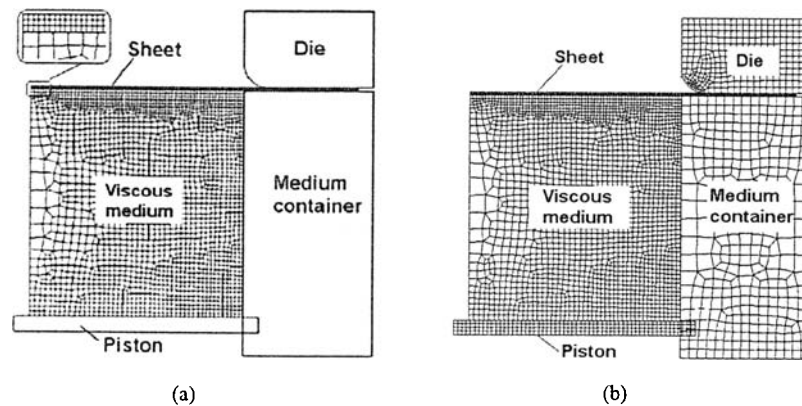 Die
Sheet
Viscous
medium
Medium
container
Piston
(a)
Die
Sheet
Viscous
medium
Medium
container
Piston
(b)